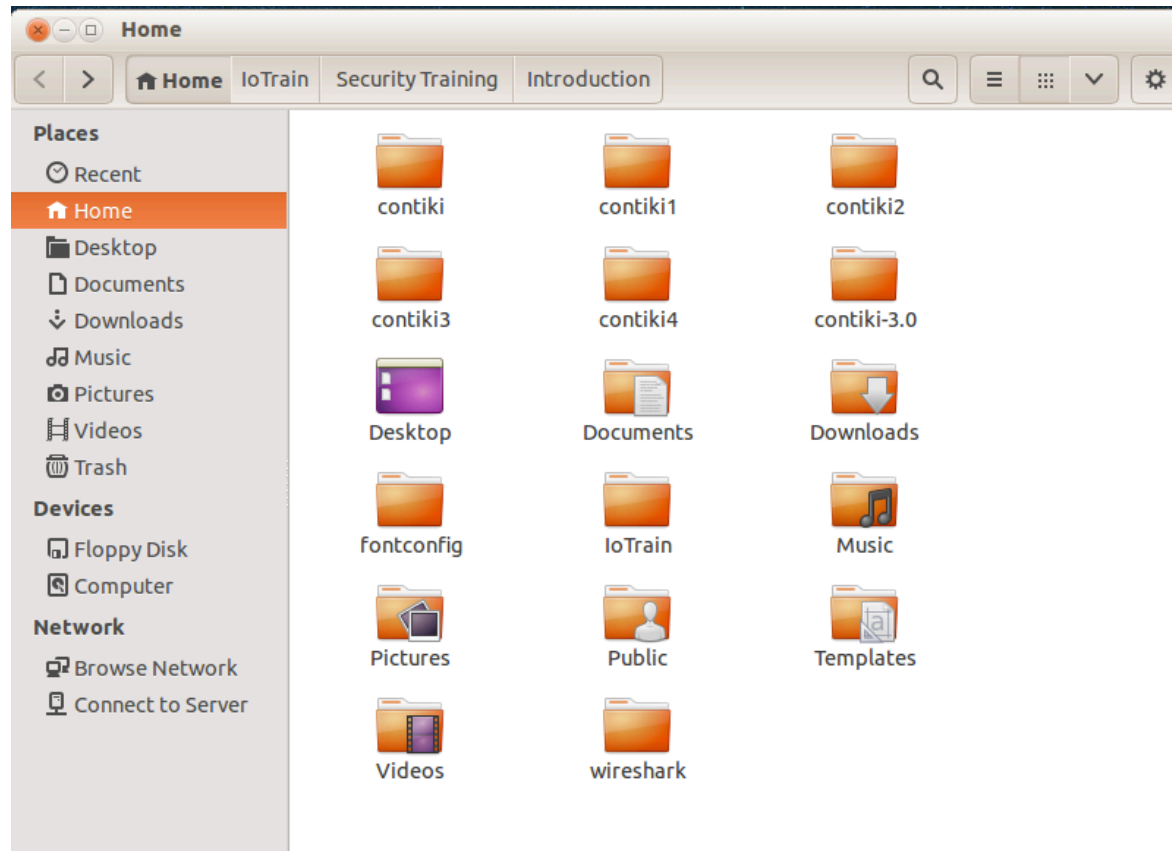 Home
Home IoTrain Security Training Introduction
Places
Recent
Home
Desktop
Documents
Downloads
Music
Pictures
Videos
Trash
Devices
Floppy Disk
Computer
Network
Browse Network
Connect to Server
contiki contiki1 contiki2
contiki3 contiki4 contiki-3.0
Desktop Documents Downloads
fontconfig IoTrain Music
Pictures Public Templates
Videos wireshark